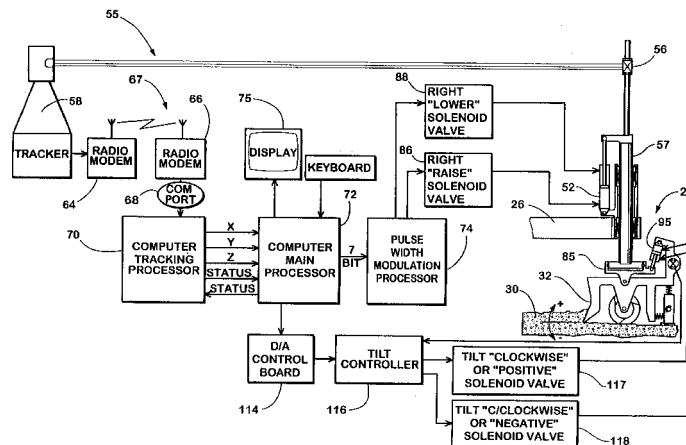 55
56
58
67
TRACKER
RADIO
MODEM
64
66
RADIO
MODEM
68
COM
PORT
75
DISPLAY
KEYBOARD
72
88
RIGHT
"LOWER"
SOLENOID
VALVE
86
RIGHT
"RAISE"
SOLENOID
VALVE
57
52
26
2
95
85
32
30
+
-
70
COMPUTER
TRACKING
PROCESSOR
X
Y
Z
STATUS
STATUS
COMPUTER
MAIN
PROCESSOR
7
BIT
PULSE
WIDTH
MODULATION
PROCESSOR
74
D/A
CONTROL
BOARD
114
TILT
CONTROLLER
116
TILT "CLOCKWISE"
OR "POSITIVE"
SOLENOID VALVE
117
TILT "C/CLOCKWISE"
OR "NEGATIVE"
SOLENOID VALVE
118